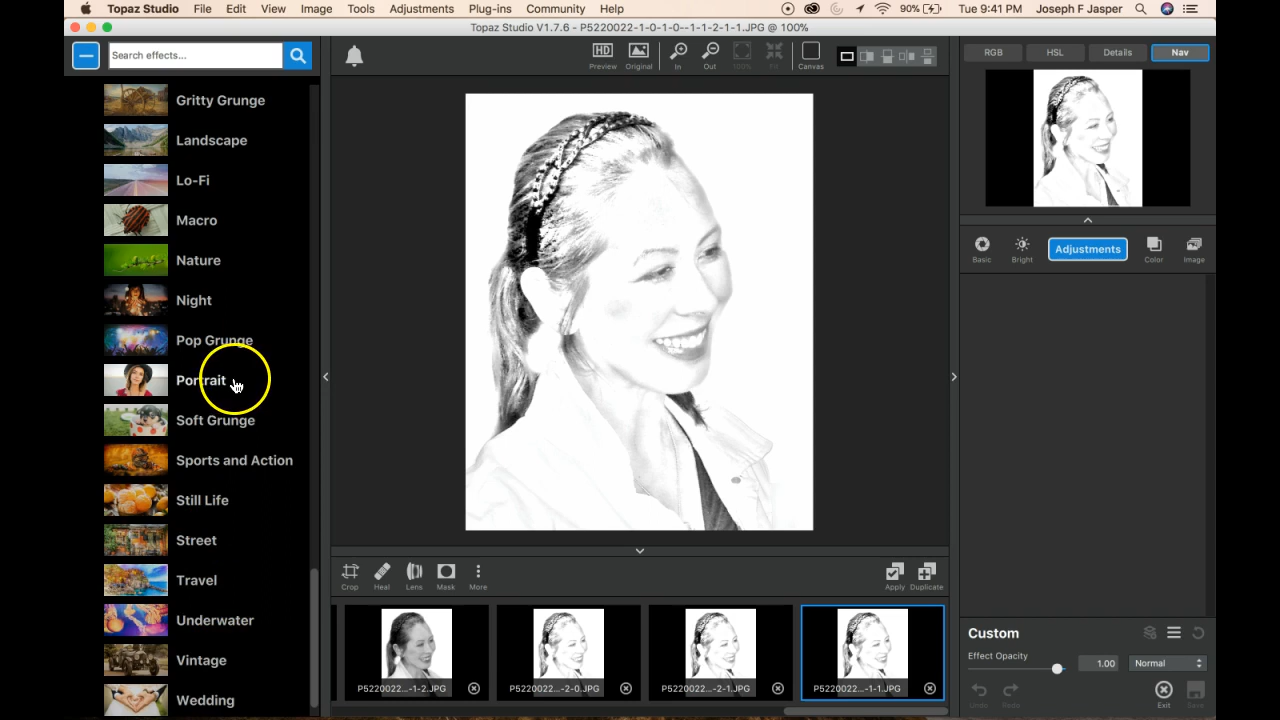 Topaz Studio File Edit View Image Tools Adjustments Plug-ins Community Help 90% Tue 9:41 PM Joseph F Jasper
Topaz Studio V1.7.6 - P5220022-1-0-1-0--1-1-2-1-1.JPG @ 100%
Search effects...
HD
Preview Original In Out 100% Fit Canvas
RGB HSL Details Nav
Gritty Grunge
Landscape
Lo-Fi
Macro
Nature
Night
Pop Grunge
Portrait
Soft Grunge
Sports and Action
Still Life
Street
Travel
Underwater
Vintage
Wedding
Basic Bright Adjustments Color Image
Crop Heal Lens Mask More Apply Duplicate
P5220022...-1-2.JPG P5220022...-2-0.JPG P5220022...-2-1.JPG P5220022...-1-1.JPG
Custom
Effect Opacity 1.00 Normal
Undo Redo Exit Save